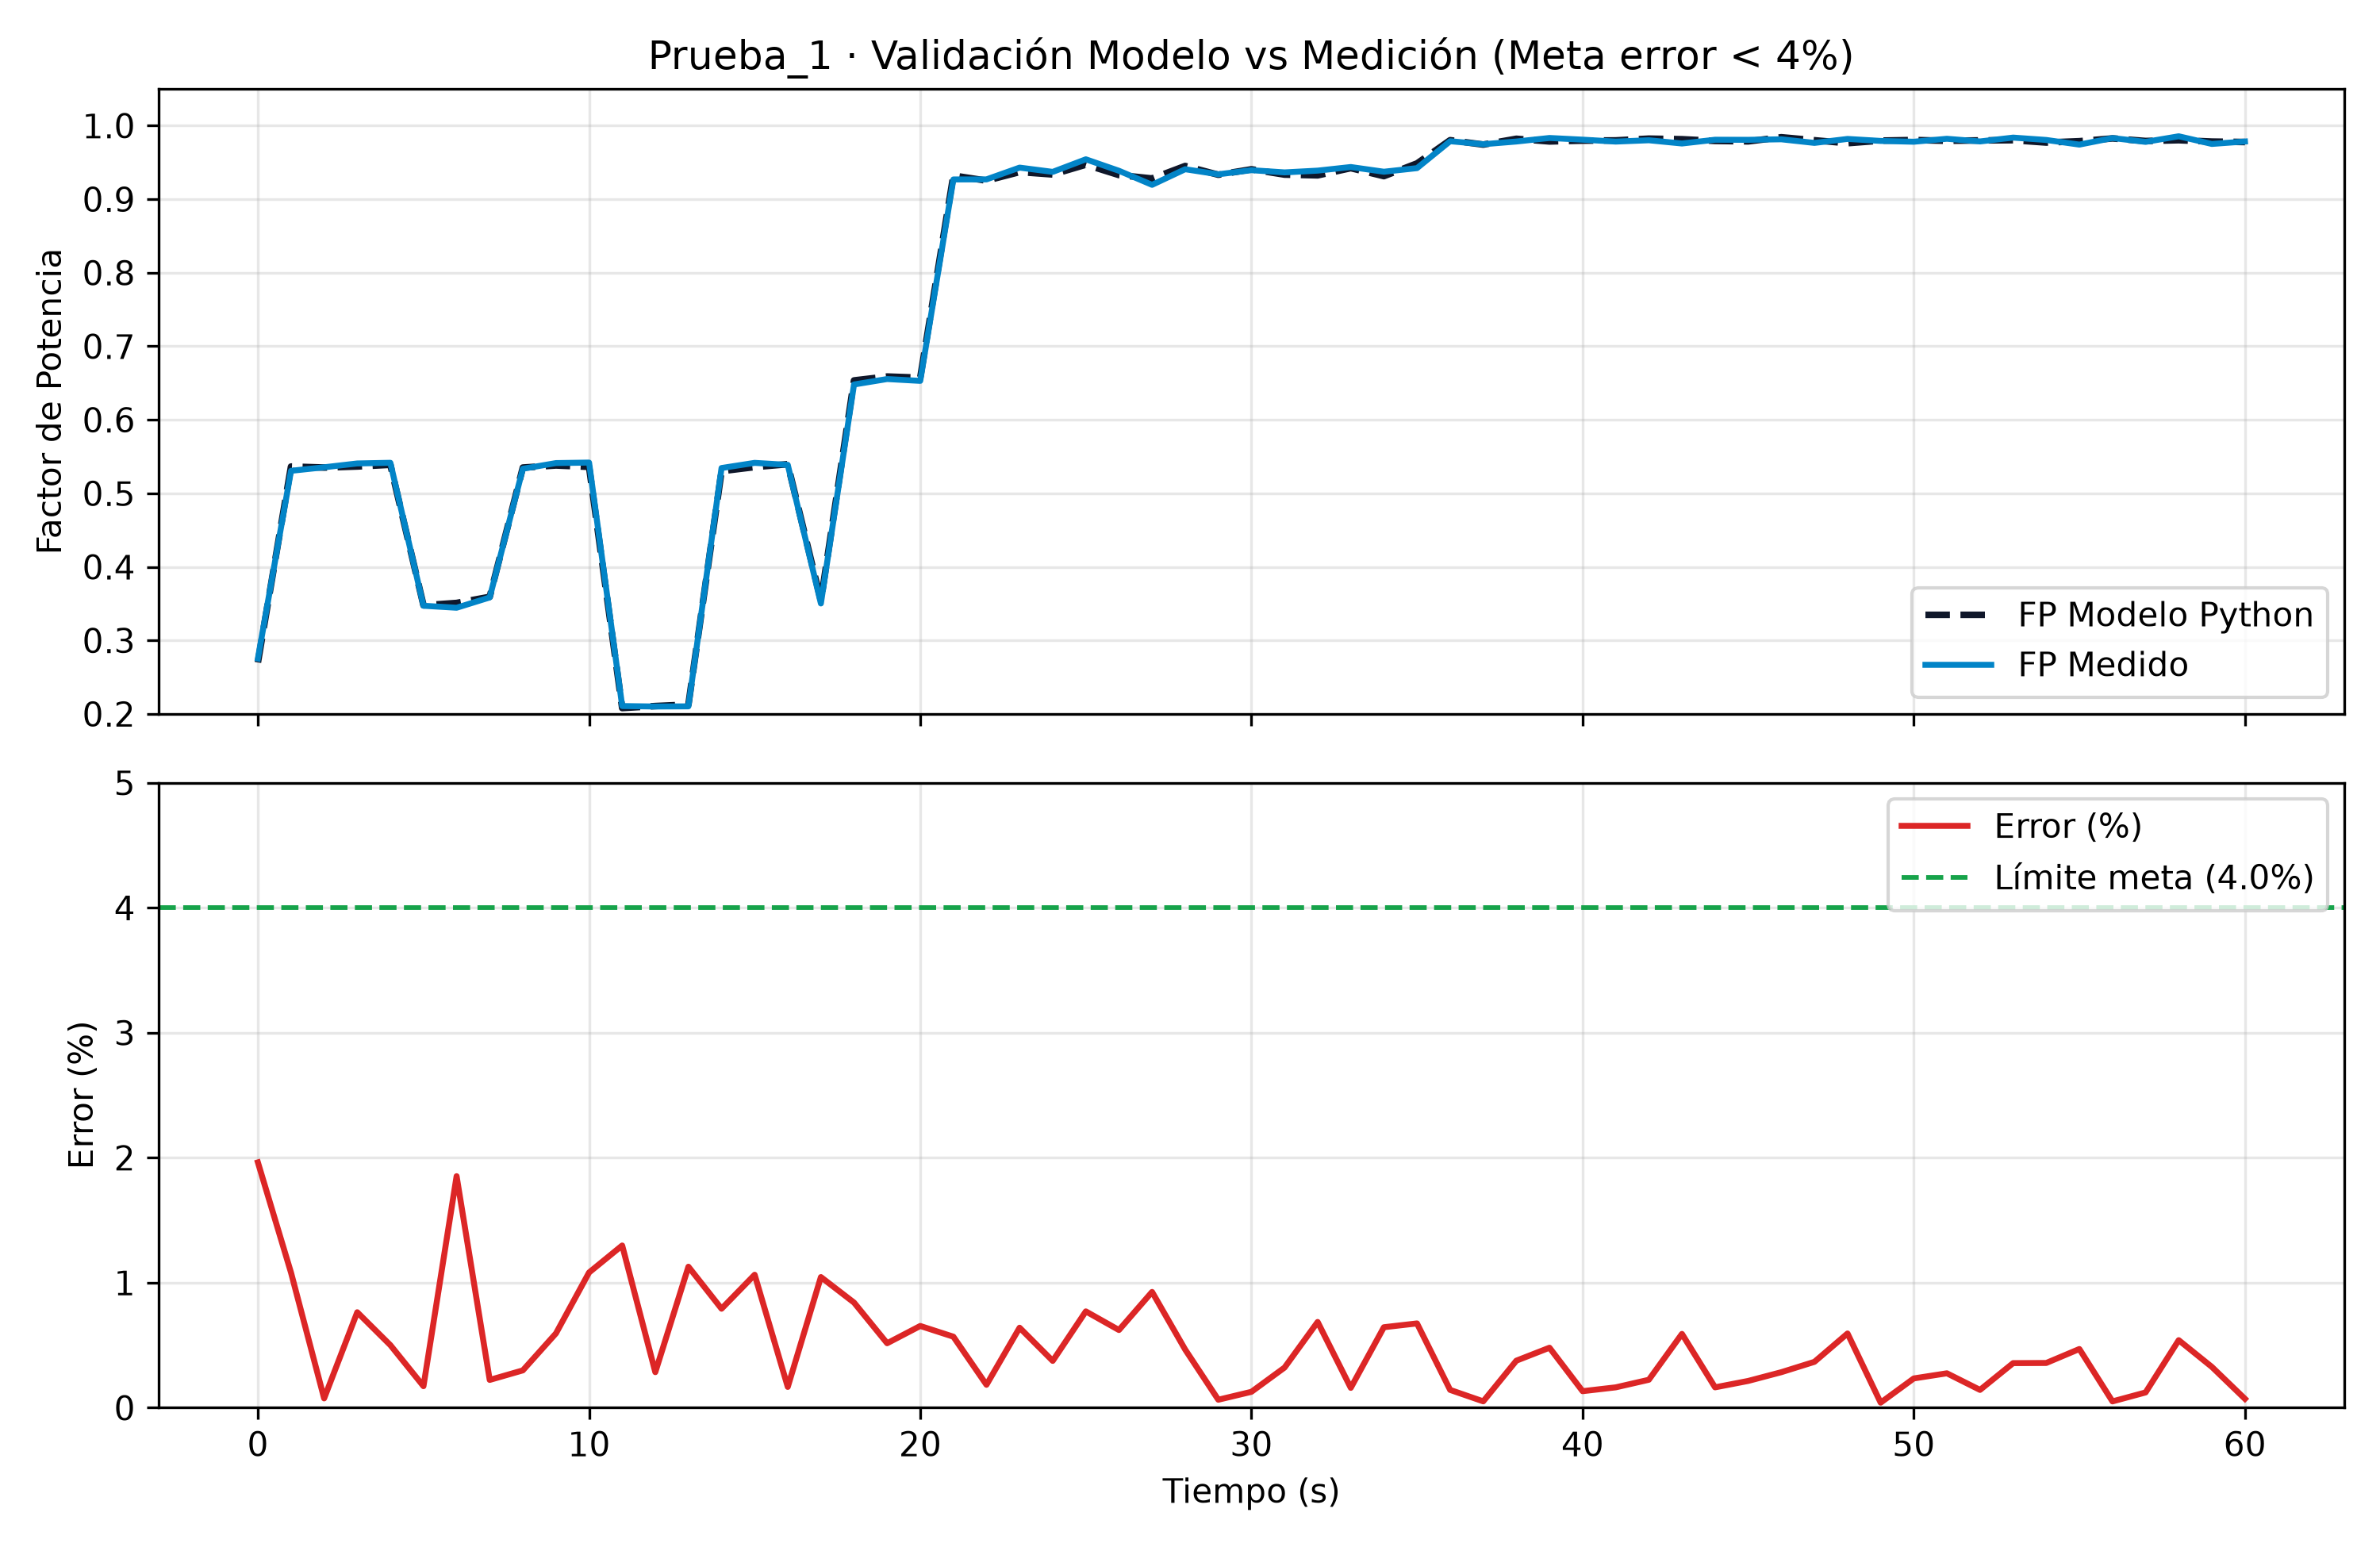 Prueba_1 · Validación Modelo vs Medición (Meta error < 4%)
Factor de Potencia
1.0
0.9
0.8
0.7
0.6
0.5
0.4
0.3
0.2
FP Modelo Python
FP Medido
Error (%)
5
4
3
2
1
0
Error (%)
Límite meta (4.0%)
0
10
20
30
40
50
60
Tiempo (s)